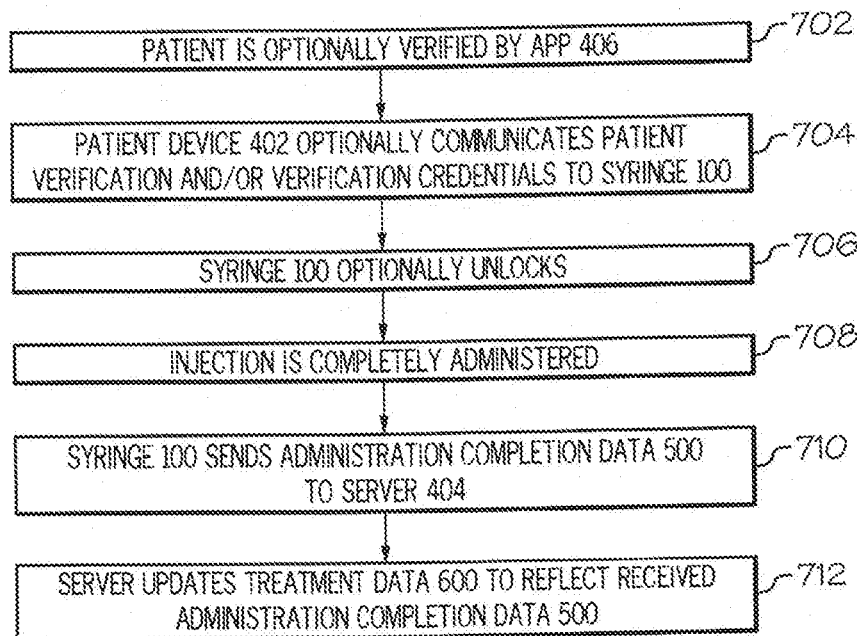 702
PATIENT IS OPTIONALLY VERIFIED BY APP 406
PATIENT DEVICE 402 OPTIONALLY COMMUNICATES PATIENT
VERIFICATION AND/OR VERIFICATION CREDENTIALS TO SYRINGE 100
704
706
SYRINGE 100 OPTIONALLY UNLOCKS
708
INJECTION IS COMPLETELY ADMINISTERED
SYRINGE 100 SENDS ADMINISTRATION COMPLETION DATA 500
TO SERVER 404
710
SERVER UPDATES TREATMENT DATA 600 TO REFLECT RECEIVED
ADMINISTRATION COMPLETION DATA 500
712